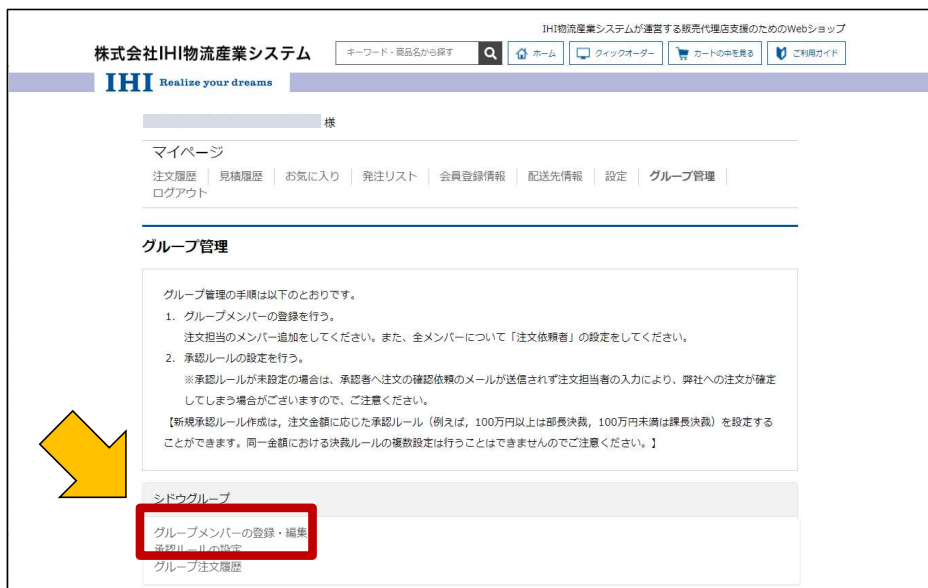 IHI物流産業システムが運営する販売代理店支援のためのWebショップ
株式会社IHI物流産業システム
キーワード・商品名から探す
ホーム
クイックオーダー
カートの中を見る
ご利用ガイド
IHI Realize your dreams
様
マイページ
注文履歴 見積履歴 お気に入り 発注リスト 会員登録情報 配送先情報 設定 グループ管理
ログアウト
グループ管理
グループ管理の手順は以下のとおりです。
1. グループメンバーの登録を行う。
注文担当のメンバー追加をしてください。また、全メンバーについて「注文依頼者」の設定をしてください。
2. 承認ルールの設定を行う。
※承認ルールが未設定の場合は、承認者へ注文の確認依頼のメールが送信されず注文担当者の入力により、弊社への注文が確定
してしまう場合がございますので、ご注意ください。
【新規承認ルール作成は，注文金額に応じた承認ルール（例えば，100万円以上は部長決裁，100万円未満は課長決裁）を設定する
ことができます。同一金額における決裁ルールの複数設定は行うことはできませんのでご注意ください。】
シドウグループ
グループメンバーの登録・編集
承認ルールの設定
グループ注文履歴